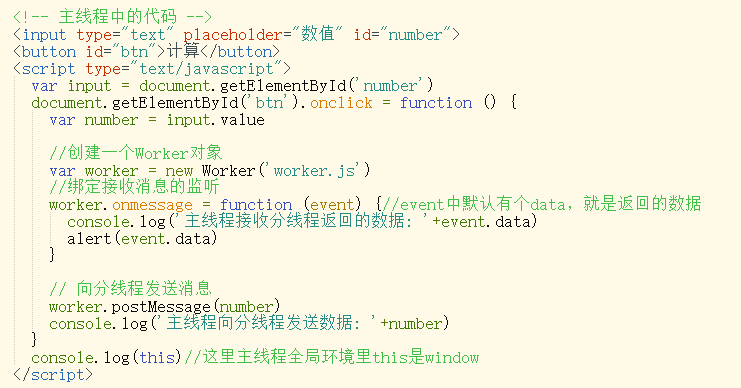 <!-- 主线程中的代码 -->
<input type="text" placeholder="数值" id="number">
<button id="btn">计算</button>
<script type="text/javascript">
  var input = document.getElementById('number')
  document.getElementById('btn').onclick = function () {
    var number = input.value

    //创建一个Worker对象
    var worker = new Worker('worker.js')
    //绑定接收消息的监听
    worker.onmessage = function (event) {//event中默认有个data，就是返回的数据
      console.log('主线程接收分线程返回的数据: '+event.data)
      alert(event.data)
    }

    // 向分线程发送消息
    worker.postMessage(number)
    console.log('主线程向分线程发送数据: '+number)
  }
  console.log(this)//这里主线程全局环境里this是window
</script>